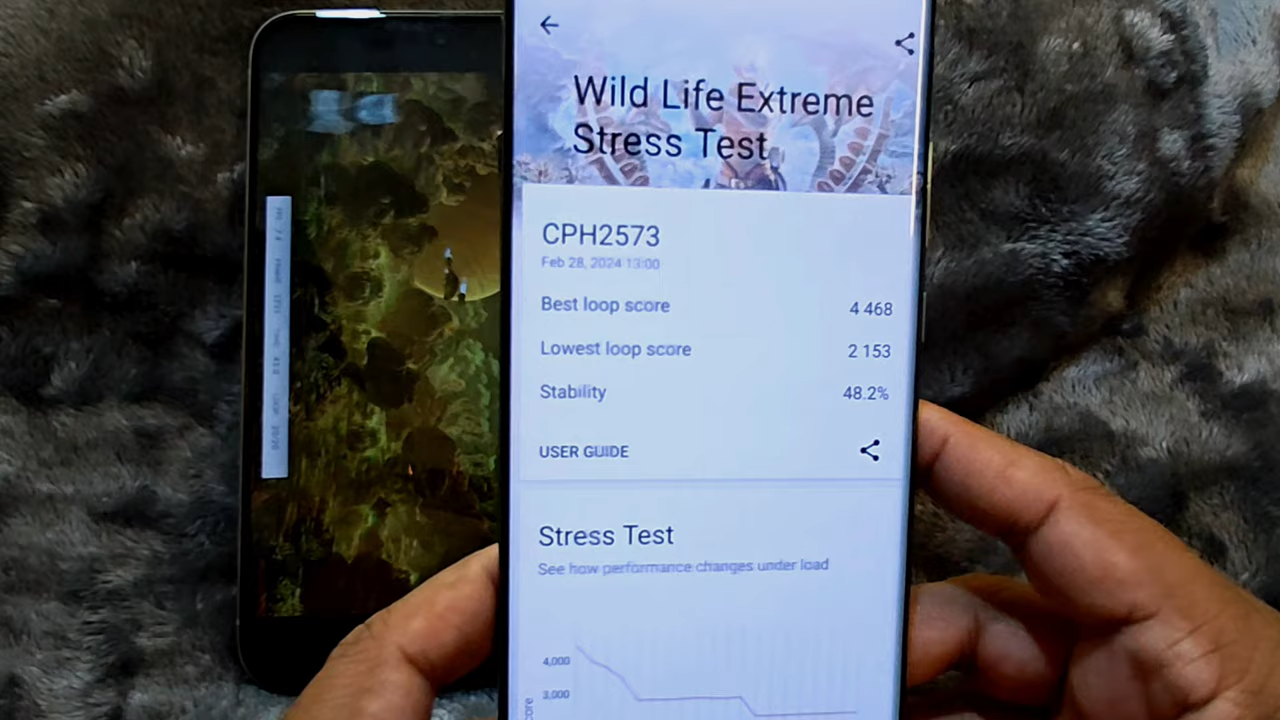 Wild Life Extreme
Stress Test
CPH2573
Feb 28, 2024 13:00
Best loop score 4 468
Lowest loop score 2 153
Stability 48.2%
USER GUIDE
Stress Test
See how performance changes under load
4,000
3,000